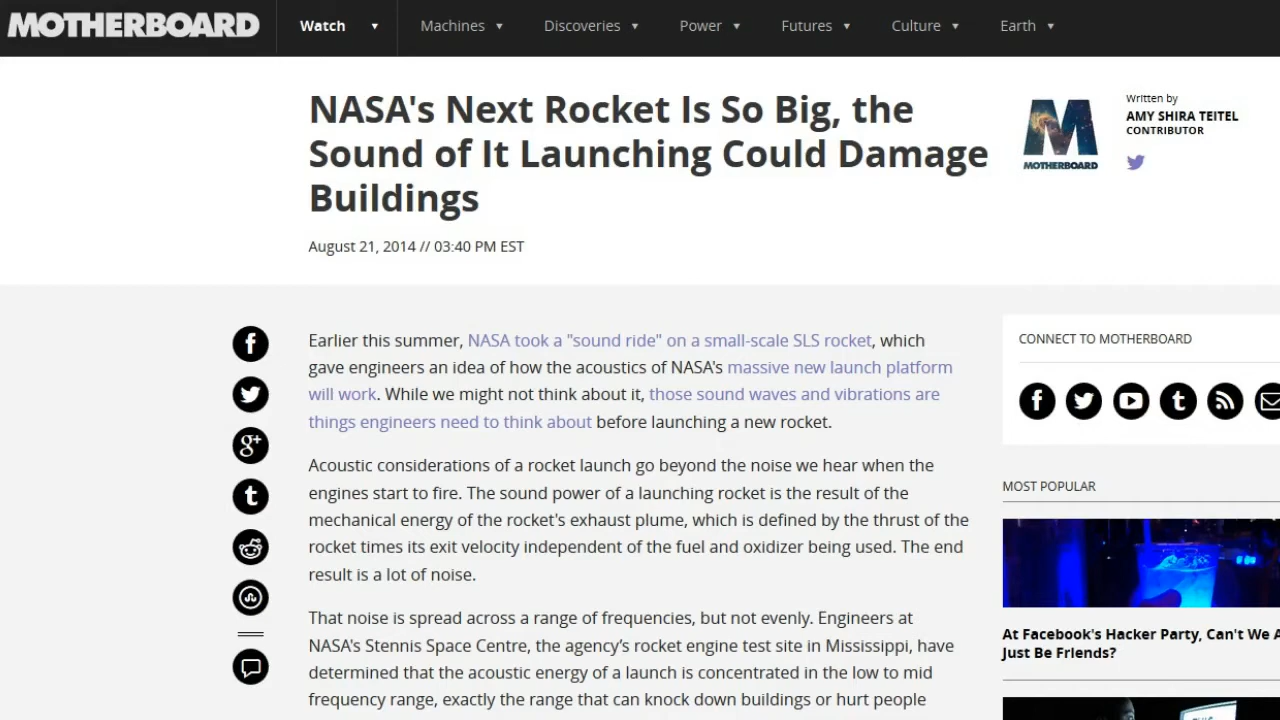 MOTHERBOARD
Watch
Machines
Discoveries
Power
Futures
Culture
Earth
NASA's Next Rocket Is So Big, the
Sound of It Launching Could Damage
Buildings
August 21, 2014 // 03:40 PM EST
M
MOTHERBOARD
Written by
AMY SHIRA TEITEL
CONTRIBUTOR
Earlier this summer, NASA took a "sound ride" on a small-scale SLS rocket, which
gave engineers an idea of how the acoustics of NASA's massive new launch platform
will work. While we might not think about it, those sound waves and vibrations are
things engineers need to think about before launching a new rocket.
Acoustic considerations of a rocket launch go beyond the noise we hear when the
engines start to fire. The sound power of a launching rocket is the result of the
mechanical energy of the rocket's exhaust plume, which is defined by the thrust of the
rocket times its exit velocity independent of the fuel and oxidizer being used. The end
result is a lot of noise.
That noise is spread across a range of frequencies, but not evenly. Engineers at
NASA's Stennis Space Centre, the agency’s rocket engine test site in Mississippi, have
determined that the acoustic energy of a launch is concentrated in the low to mid
frequency range, exactly the range that can knock down buildings or hurt people
CONNECT TO MOTHERBOARD
MOST POPULAR
At Facebook's Hacker Party, Can't We A
Just Be Friends?